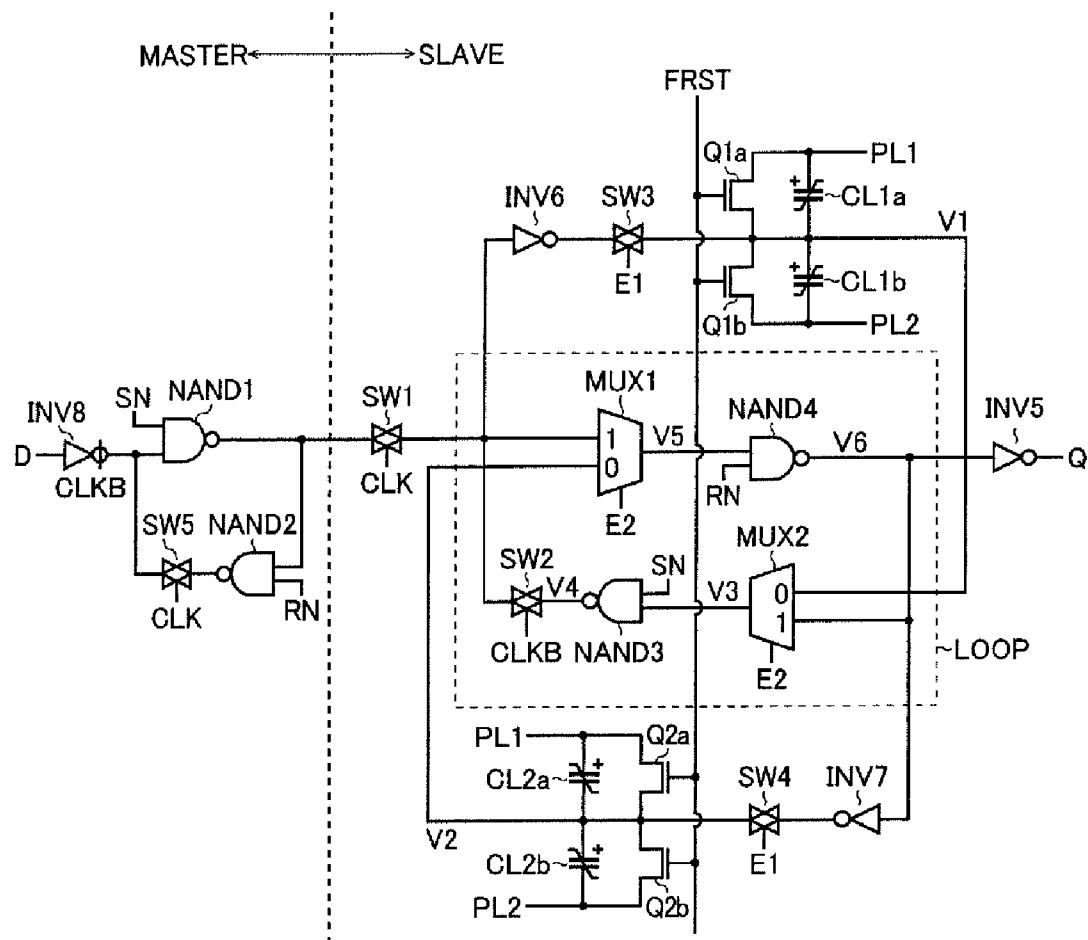 MASTER
SLAVE
FRST
Q1a
PL1
INV6
SW3
CL1a
V1
E1
CL1b
Q1b
PL2
MUX1
NAND4
INV5
INV8
SN
NAND1
SW1
1
V5
V6
D
Q
CLKB
0
RN
CLK
E2
MUX2
SW5
NAND2
SW2
SN
V4
V3
0
1
RN
CLK
CLKB
NAND3
LOOP
E2
PL1
Q2a
CL2a
SW4
INV7
V2
CL2b
E1
PL2
Q2b